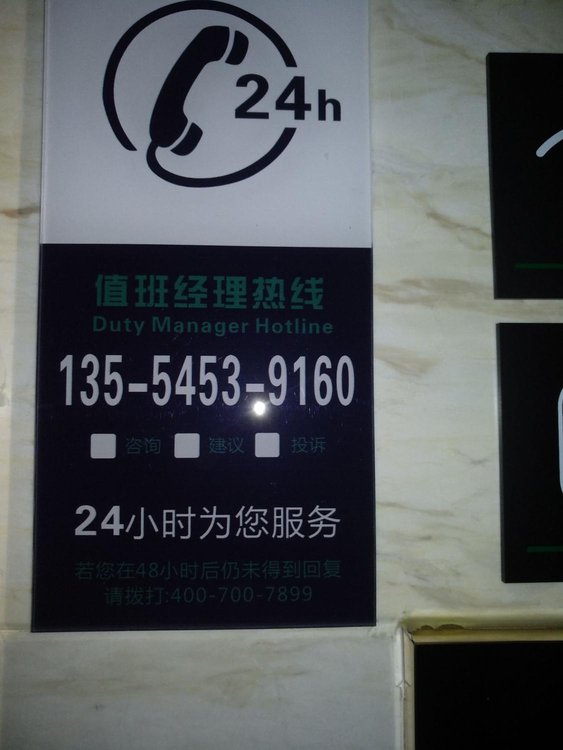 24h
值班经理热线
Duty Manager Hotline
135-5453-9160
咨询 建议 投诉
24小时为您服务
若您在48小时后仍未得到回复
请拨打:400-700-7899